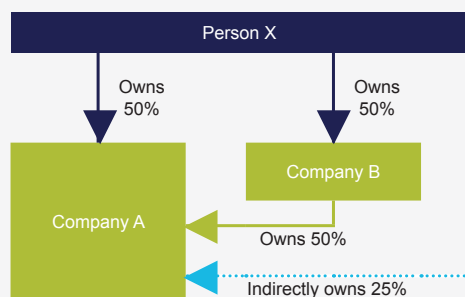 Person X
Owns
50%
Owns
50%
Company A
Company B
Owns 50%
Indirectly owns 25%